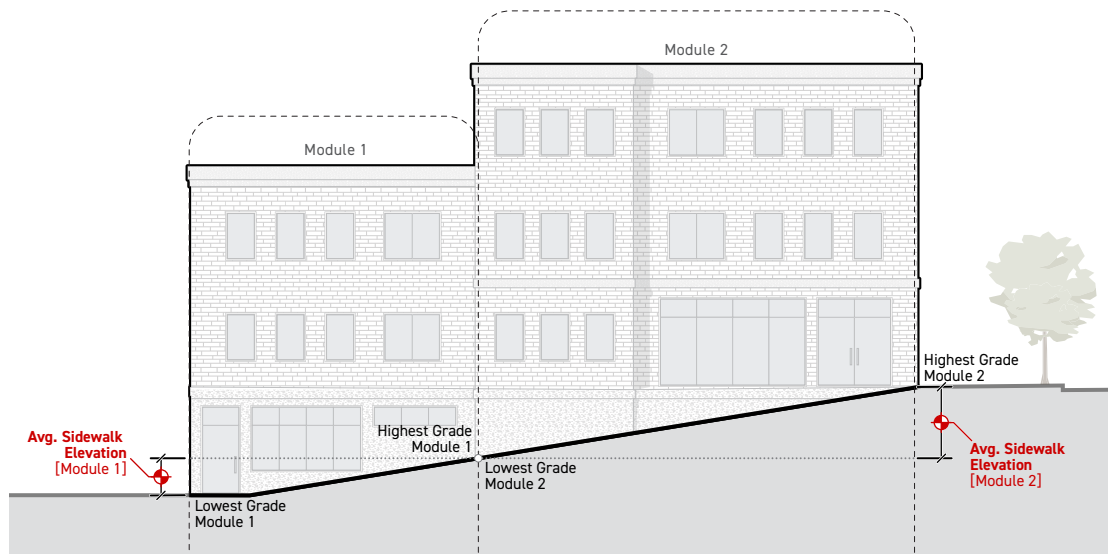 Module 2
Module 1
Highest Grade
Module 2
Highest Grade
Module 1
Avg. Sidewalk
Elevation
[Module 1]
Lowest Grade
Module 2
Avg. Sidewalk
Elevation
[Module 2]
Lowest Grade
Module 1